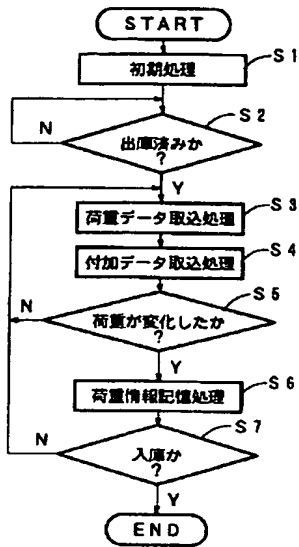 START
初期処理
S1
出庫済みか
?
S2
N
Y
荷重データ取込処理
S3
付加データ取込処理
S4
荷重が変化したか
?
S5
N
Y
荷重情報記憶処理
S6
入庫か
?
S7
N
Y
END